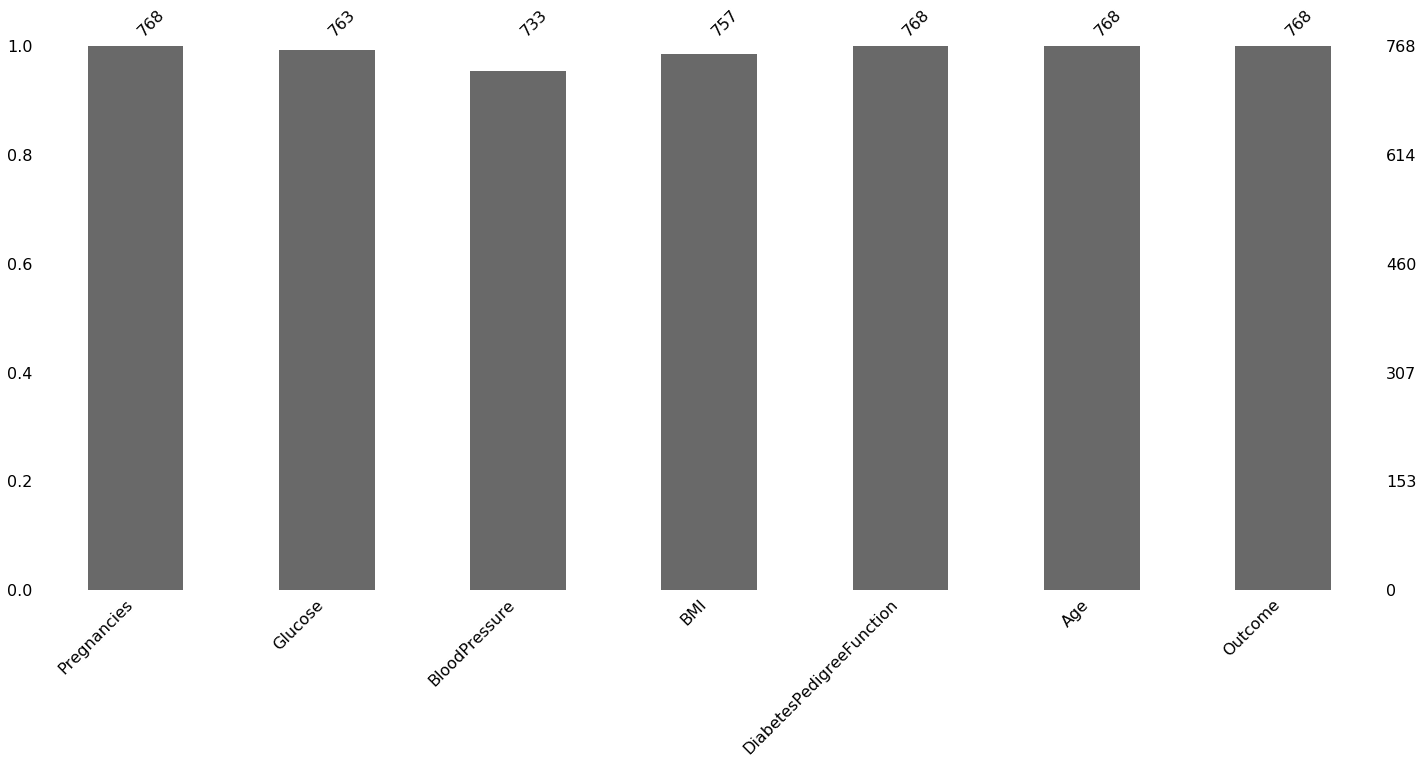 768 763 733 757 768 768 768
1.0 768
0.8 614
0.6 460
0.4 307
0.2 153
0.0 0
Pregnancies
Glucose
BloodPressure
BMI
DiabetesPedigreeFunction
Age
Outcome